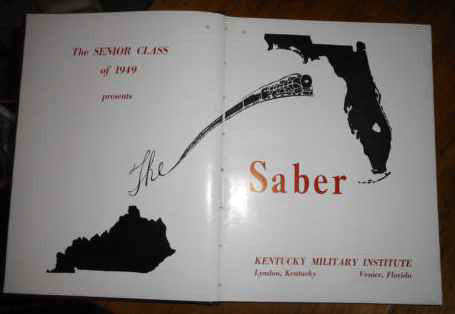 The SENIOR CLASS
of 1949
presents
The
Saber
KENTUCKY MILITARY INSTITUTE
Lyndon, Kentucky Venice, Florida